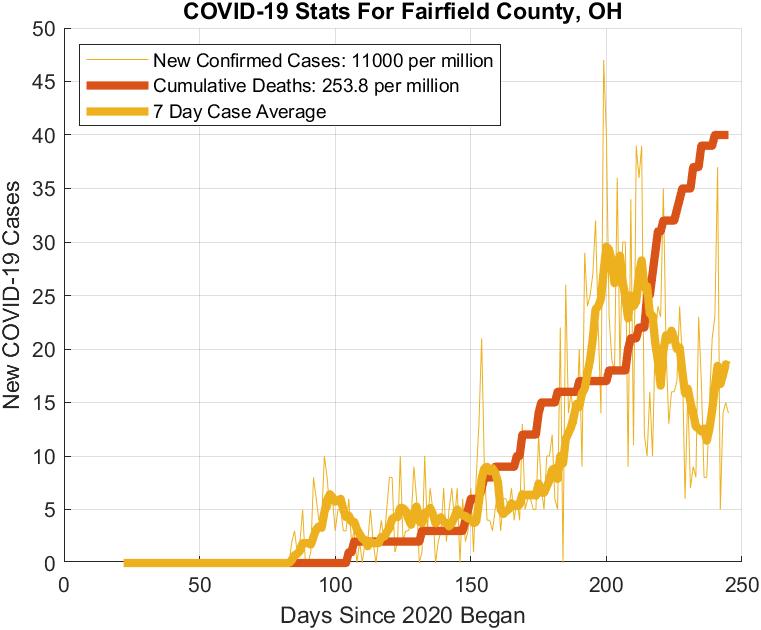 COVID-19 Stats For Fairfield County, OH
50
45
40
35
30
25
20
15
10
5
0
New COVID-19 Cases
New Confirmed Cases: 11000 per million
Cumulative Deaths: 253.8 per million
7 Day Case Average
0 50 100 150 200 250
Days Since 2020 Began